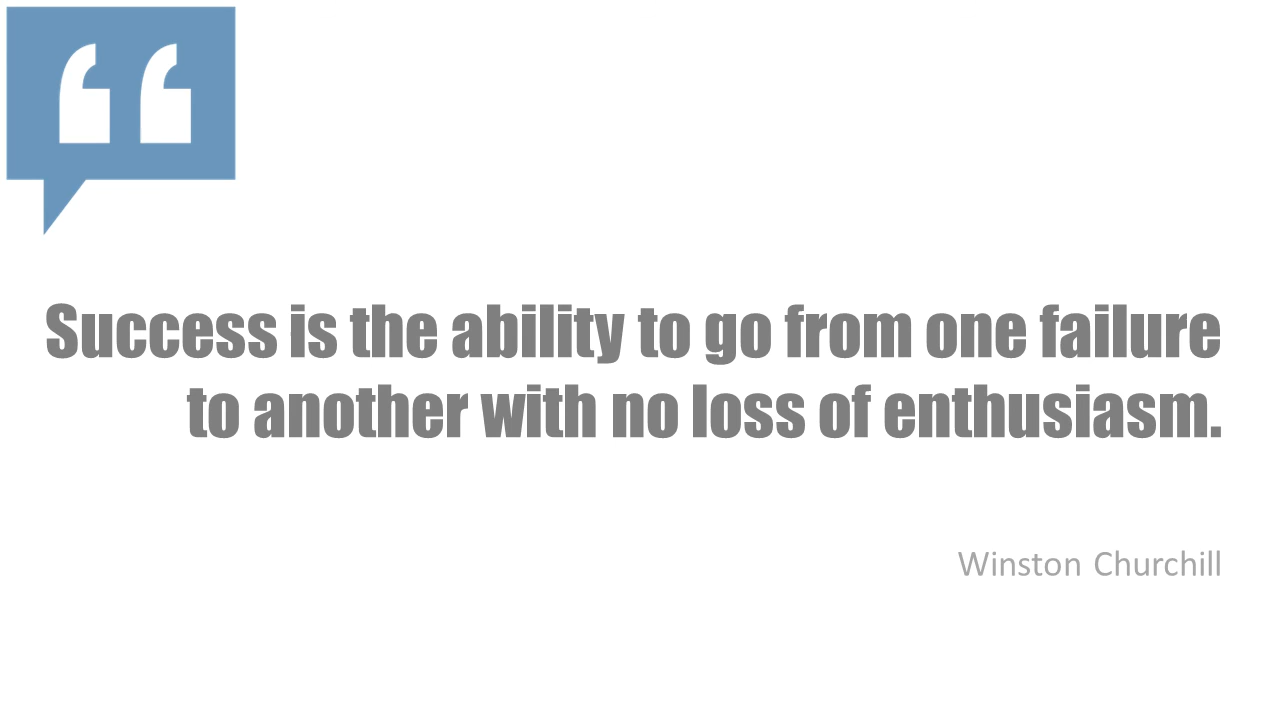 “
Success is the ability to go from one failure
to another with no loss of enthusiasm.
Winston Churchill